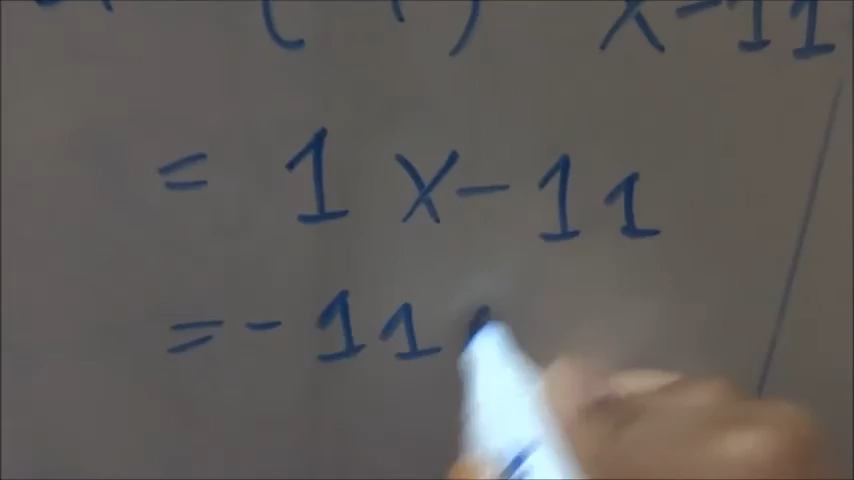 ( ) x-11
= 1 x-11
=-11